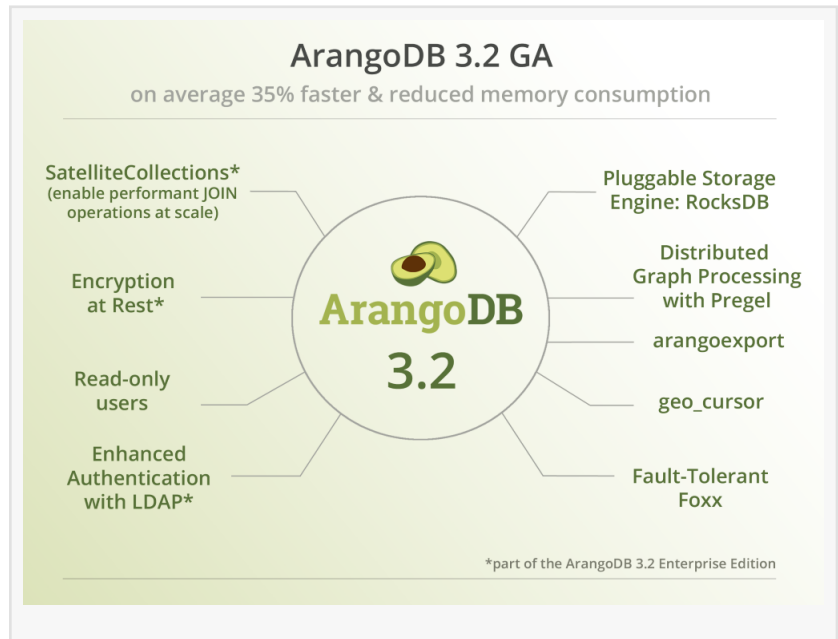 ArangoDB 3.2 GA
on average 35% faster & reduced memory consumption
SatelliteCollections*
(enable performant JOIN
operations at scale)
Encryption
at Rest*
Read-only
users
Enhanced
Authentication
with LDAP*
ArangoDB
3.2
Pluggable Storage
Engine: RocksDB
Distributed
Graph Processing
with Pregel
arangoexport
geo_cursor
Fault-Tolerant
Foxx
*part of the ArangoDB 3.2 Enterprise Edition